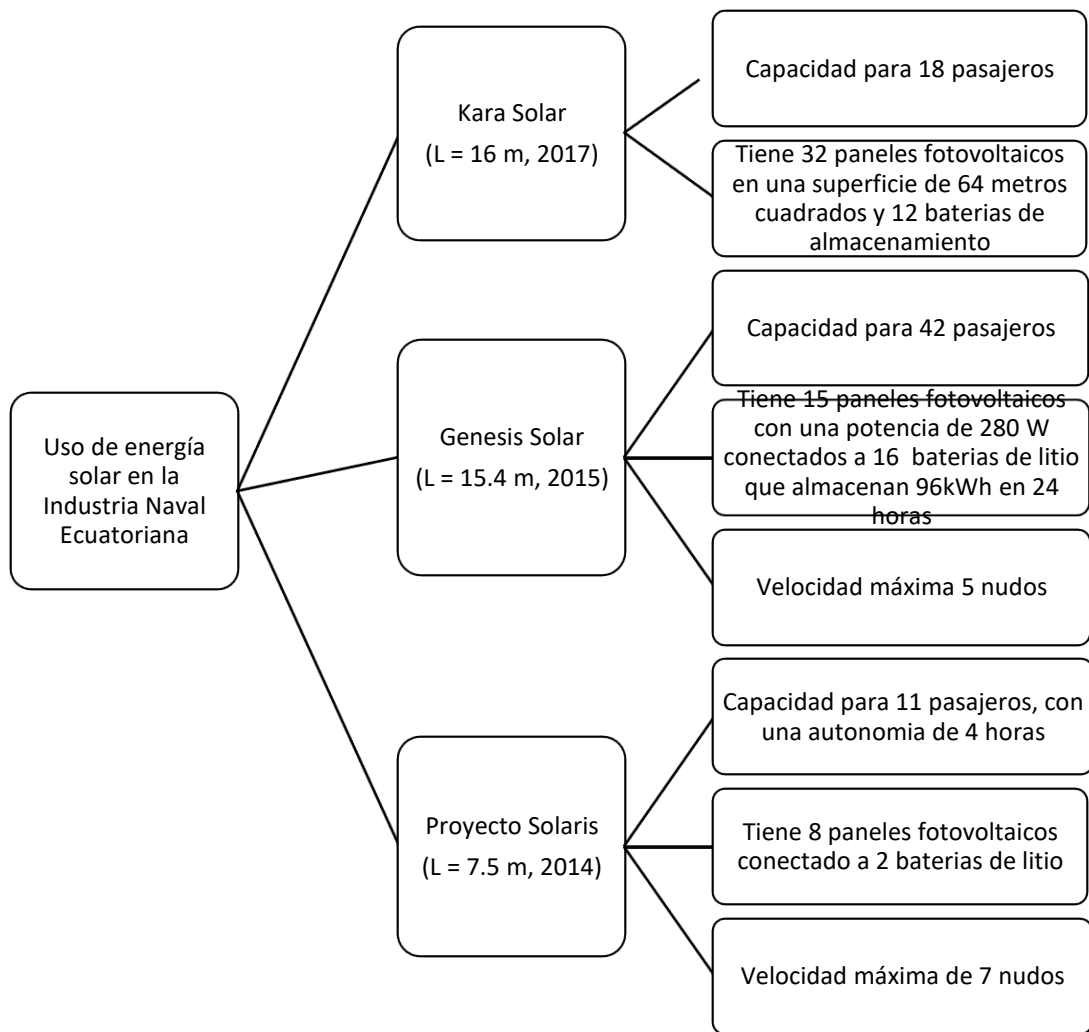 Uso de energía
solar en la
Industria Naval
Ecuatoriana
Kara Solar
(L = 16 m, 2017)
Capacidad para 18 pasajeros
Tiene 32 paneles fotovoltaicos
en una superficie de 64 metros
cuadrados y 12 baterias de
almacenamiento
Genesis Solar
(L = 15.4 m, 2015)
Capacidad para 42 pasajeros
Tiene 15 paneles fotovoltaicos
con una potencia de 280 W
conectados a 16 baterias de litio
que almacenan 96kWh en 24
horas
Velocidad máxima 5 nudos
Proyecto Solaris
(L = 7.5 m, 2014)
Capacidad para 11 pasajeros, con
una autonomia de 4 horas
Tiene 8 paneles fotovoltaicos
conectado a 2 baterias de litio
Velocidad máxima de 7 nudos